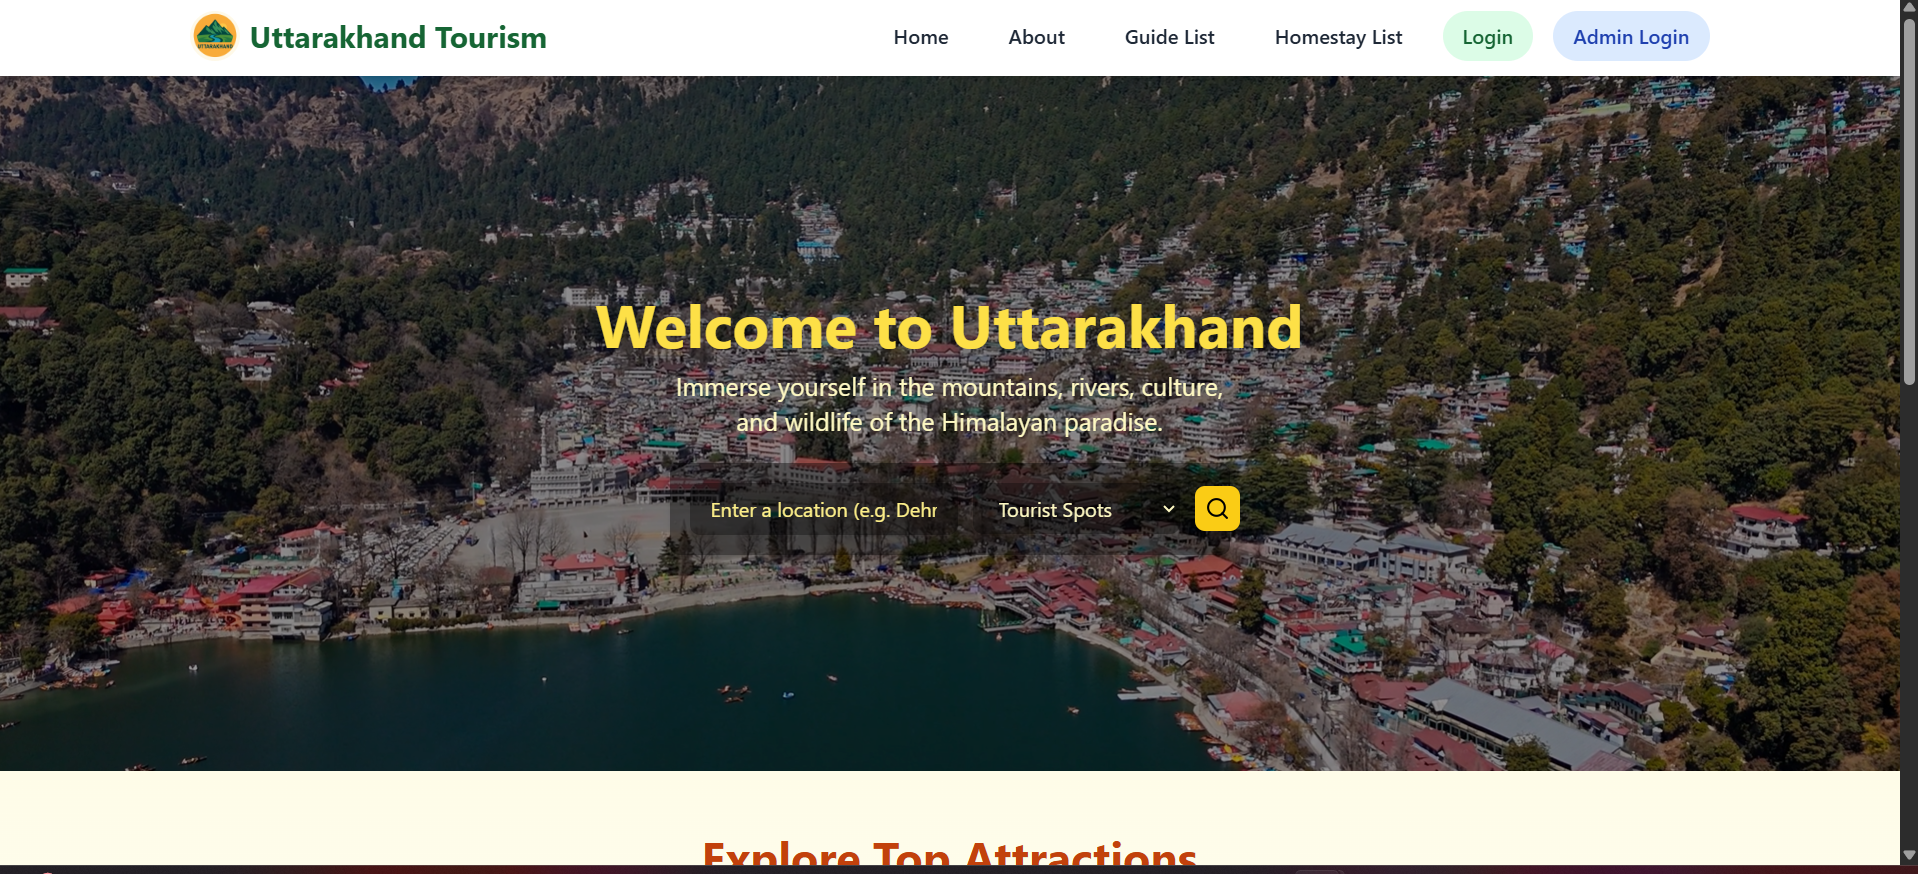 UTTARAKHAND
Uttarakhand Tourism
Home
About
Guide List
Homestay List
Login
Admin Login
Welcome to Uttarakhand
Immerse yourself in the mountains, rivers, culture,
and wildlife of the Himalayan paradise.
Enter a location (e.g. Dehr
Tourist Spots
Explore Top Attractions